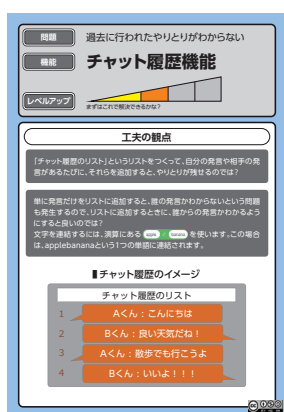 問題
過去に行われたやりとりがわからない
機能
チャット履歴機能
レベルアップ
まずはこれで解決できるかな？
工夫の観点
「チャット履歴のリスト」というリストをつくって、自分の発言や相手の発
言があるたびに、それらを追加すると、やりとりが残せるのでは？
単に発言だけをリストに追加すると、誰の発言かわからないという問題
も発生するので、リストに追加するときに、誰からの発言かわかるよう
にすると良いのでは？
文字を連結するには、演算にある apple と banana を使います。この場合
は、applebananaという1つの単語に連結されます。
▮チャット履歴のイメージ
チャット履歴のリスト
1 Aくん：こんにちは
2 Bくん：良い天気だね！
3 Aくん：散歩でも行こうよ
4 Bくん：いいよ！！！